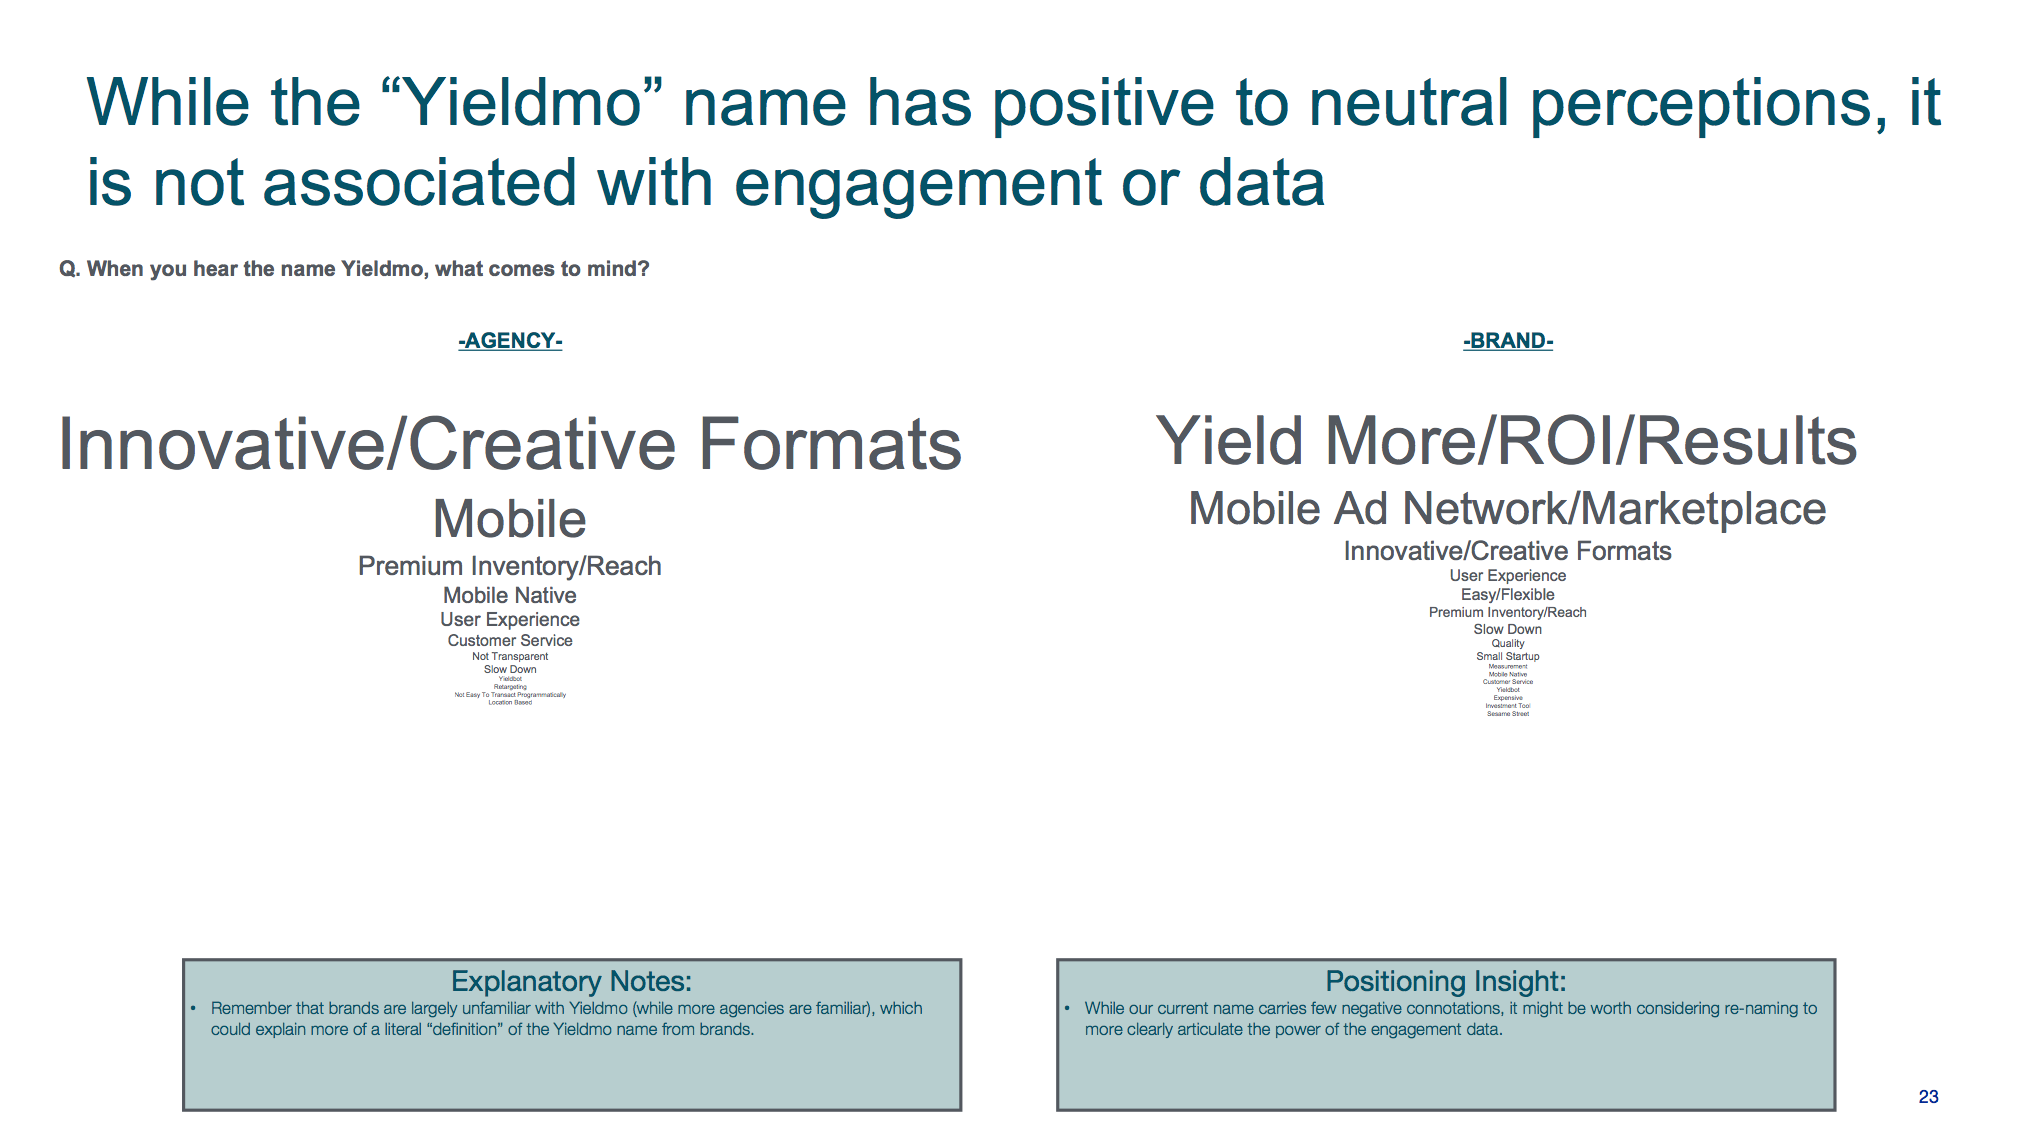 While the “Yieldmo” name has positive to neutral perceptions, it
is not associated with engagement or data
Q. When you hear the name Yieldmo, what comes to mind?
-AGENCY-
Innovative/Creative Formats
Mobile
Premium Inventory/Reach
Mobile Native
User Experience
Customer Service
Not Transparent
Slow Down
Yieldbot
Retargeting
Not Easy To Transact Programmatically
Location Based
-BRAND-
Yield More/ROI/Results
Mobile Ad Network/Marketplace
Innovative/Creative Formats
User Experience
Easy/Flexible
Premium Inventory/Reach
Slow Down
Quality
Small Startup
Measurement
Mobile Native
Customer Service
Yieldbot
Expensive
Investment Tool
Sesame Street
Explanatory Notes:
• Remember that brands are largely unfamiliar with Yieldmo (while more agencies are familiar), which
could explain more of a literal “definition” of the Yieldmo name from brands.
Positioning Insight:
• While our current name carries few negative connotations, it might be worth considering re-naming to
more clearly articulate the power of the engagement data.
23